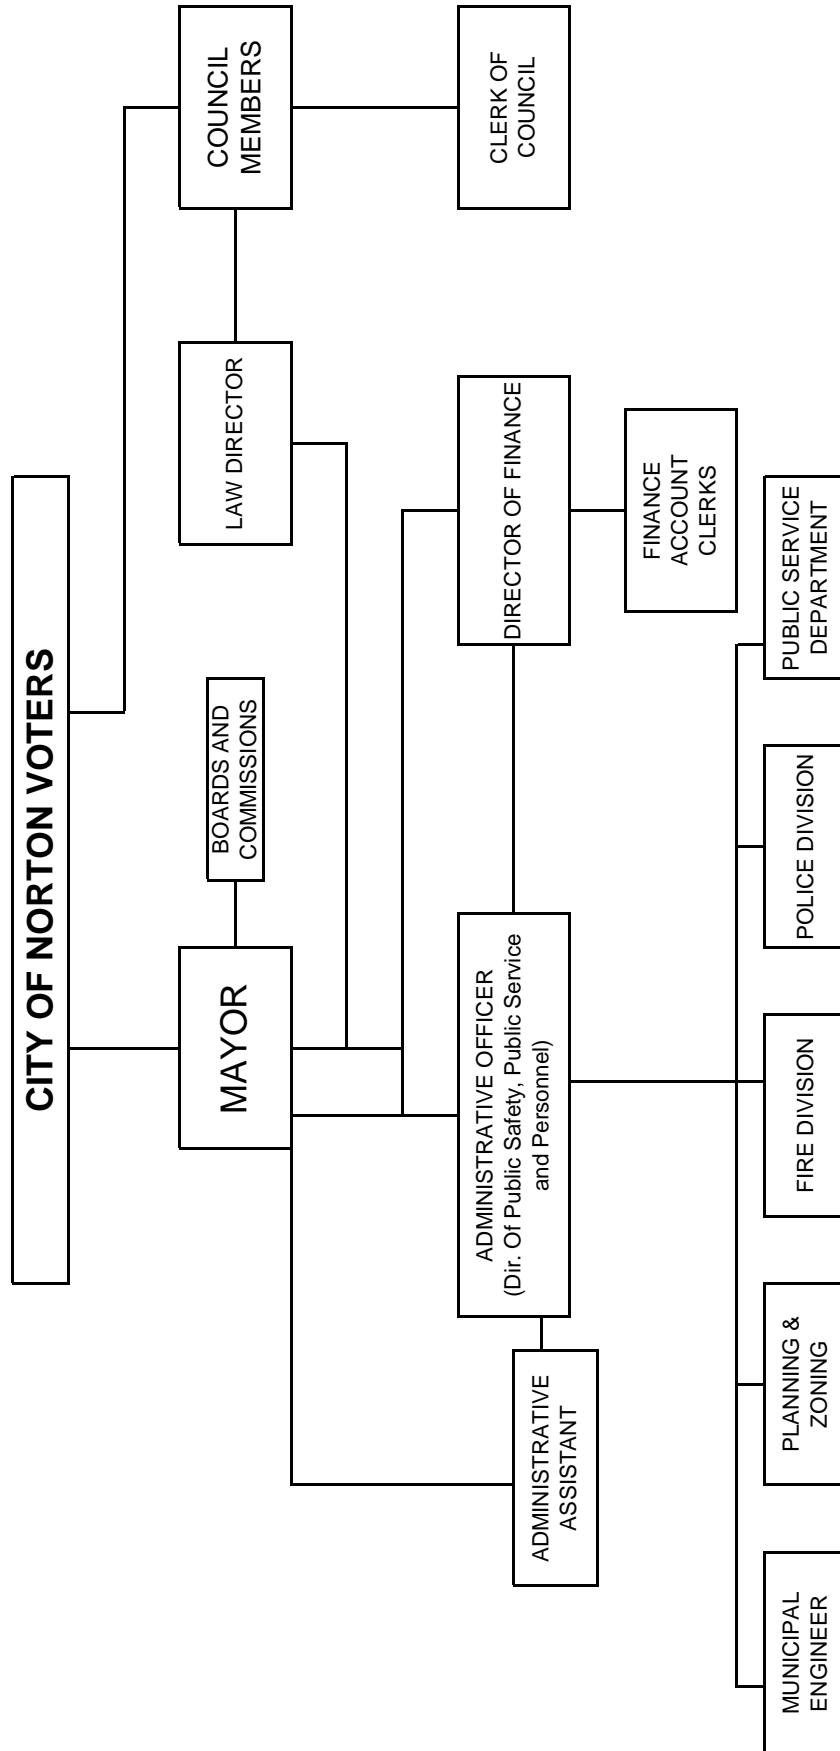 CITY OF NORTON VOTERS
MAYOR
BOARDS AND
COMMISSIONS
LAW DIRECTOR
COUNCIL
MEMBERS
ADMINISTRATIVE
ASSISTANT
ADMINISTRATIVE OFFICER
(Dir. Of Public Safety, Public Service
and Personnel)
DIRECTOR OF FINANCE
CLERK OF
COUNCIL
FINANCE
ACCOUNT
CLERKS
MUNICIPAL
ENGINEER
PLANNING &
ZONING
FIRE DIVISION
POLICE DIVISION
PUBLIC SERVICE
DEPARTMENT